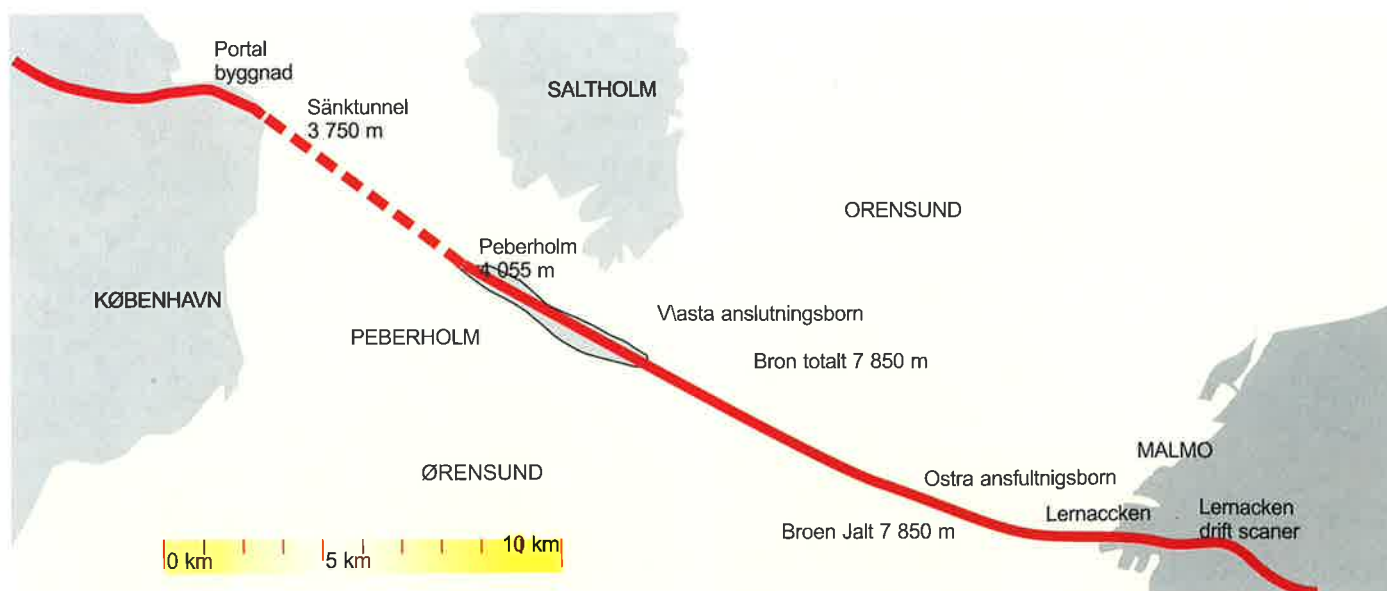 Portal
byggnad
Sänktunnel
3 750 m
SALTHOLM
ORENSUND
Peberholm
4 055 m
KØBENHAVN
PEBERHOLM
V\asta anslutningsborn
Bron totalt 7 850 m
MALMO
ØRENSUND
Ostra ansfultnigsborn
Lernaccken
Lernacken
drift scaner
Broen Jalt 7 850 m
0 km
5 km
10 km